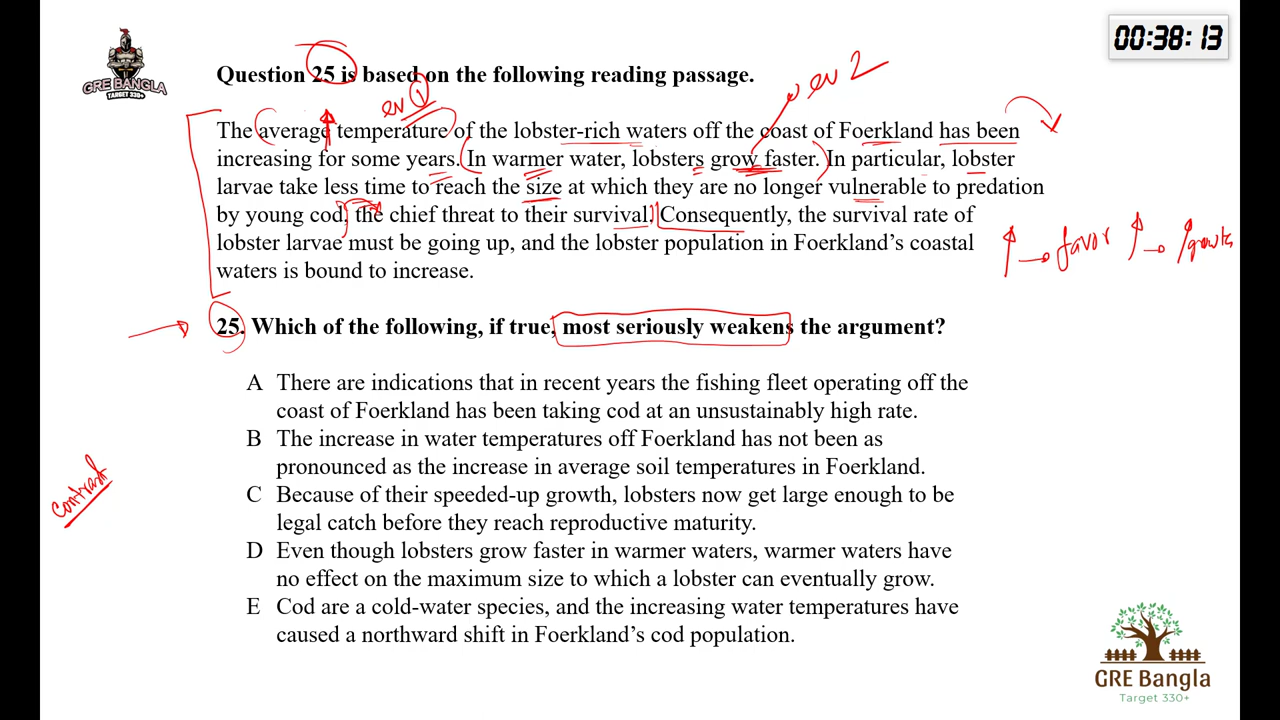 00:38:13
GRE BANGLA
TARGET 330+
Question 25 is based on the following reading passage.
ev 1
ev 2
The average temperature of the lobster-rich waters off the coast of Foerkland has been
increasing for some years. In warmer water, lobsters grow faster. In particular, lobster
larvae take less time to reach the size at which they are no longer vulnerable to predation
by young cod, the chief threat to their survival. Consequently, the survival rate of
lobster larvae must be going up, and the lobster population in Foerkland's coastal
waters is bound to increase.
favor growth
25. Which of the following, if true, most seriously weakens the argument?
A There are indications that in recent years the fishing fleet operating off the
coast of Foerkland has been taking cod at an unsustainably high rate.
B The increase in water temperatures off Foerkland has not been as
pronounced as the increase in average soil temperatures in Foerkland.
C Because of their speeded-up growth, lobsters now get large enough to be
legal catch before they reach reproductive maturity.
D Even though lobsters grow faster in warmer waters, warmer waters have
no effect on the maximum size to which a lobster can eventually grow.
E Cod are a cold-water species, and the increasing water temperatures have
caused a northward shift in Foerkland's cod population.
contrast
GRE Bangla
Target 330+